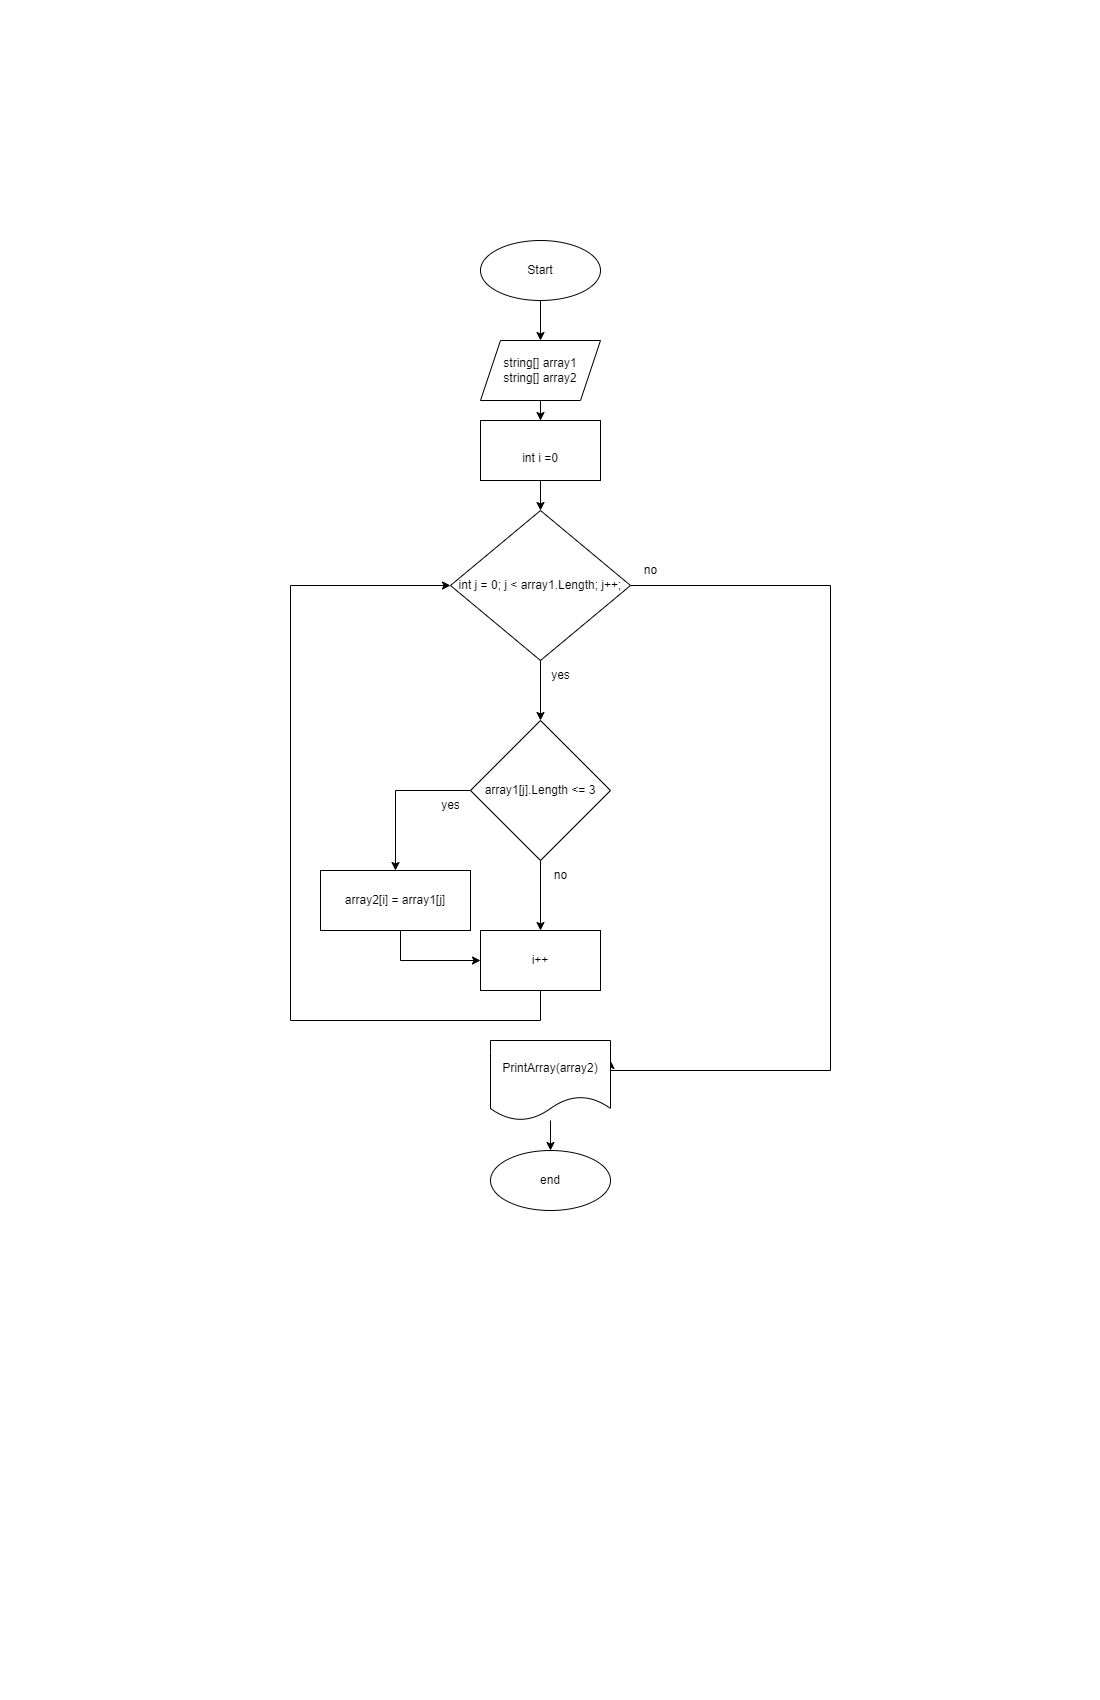 Start
string[] array1
string[] array2
int i =0
int j = 0; j < array1.Length; j++;
no
yes
array1[j].Length <= 3
yes
no
array2[i] = array1[j]
i++
PrintArray(array2)
end